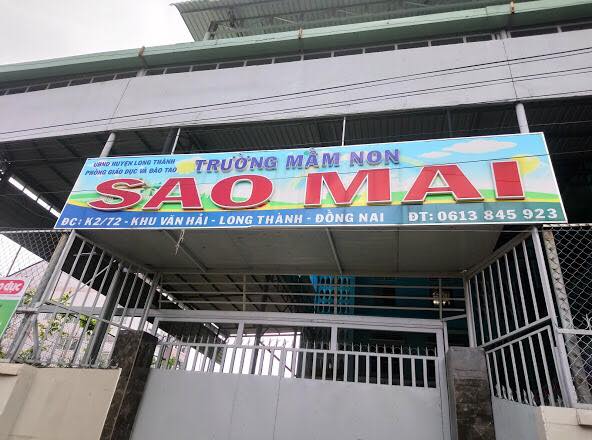 UBND HUYỆN LONG THÀNH
PHÒNG GIÁO DỤC VÀ ĐÀO TẠO
TRƯỜNG MẦM NON
SAO MAI
ĐC: K2/72 - KHU VĂN HẢI - LONG THÀNH - ĐỒNG NAI ĐT: 0613 845 923